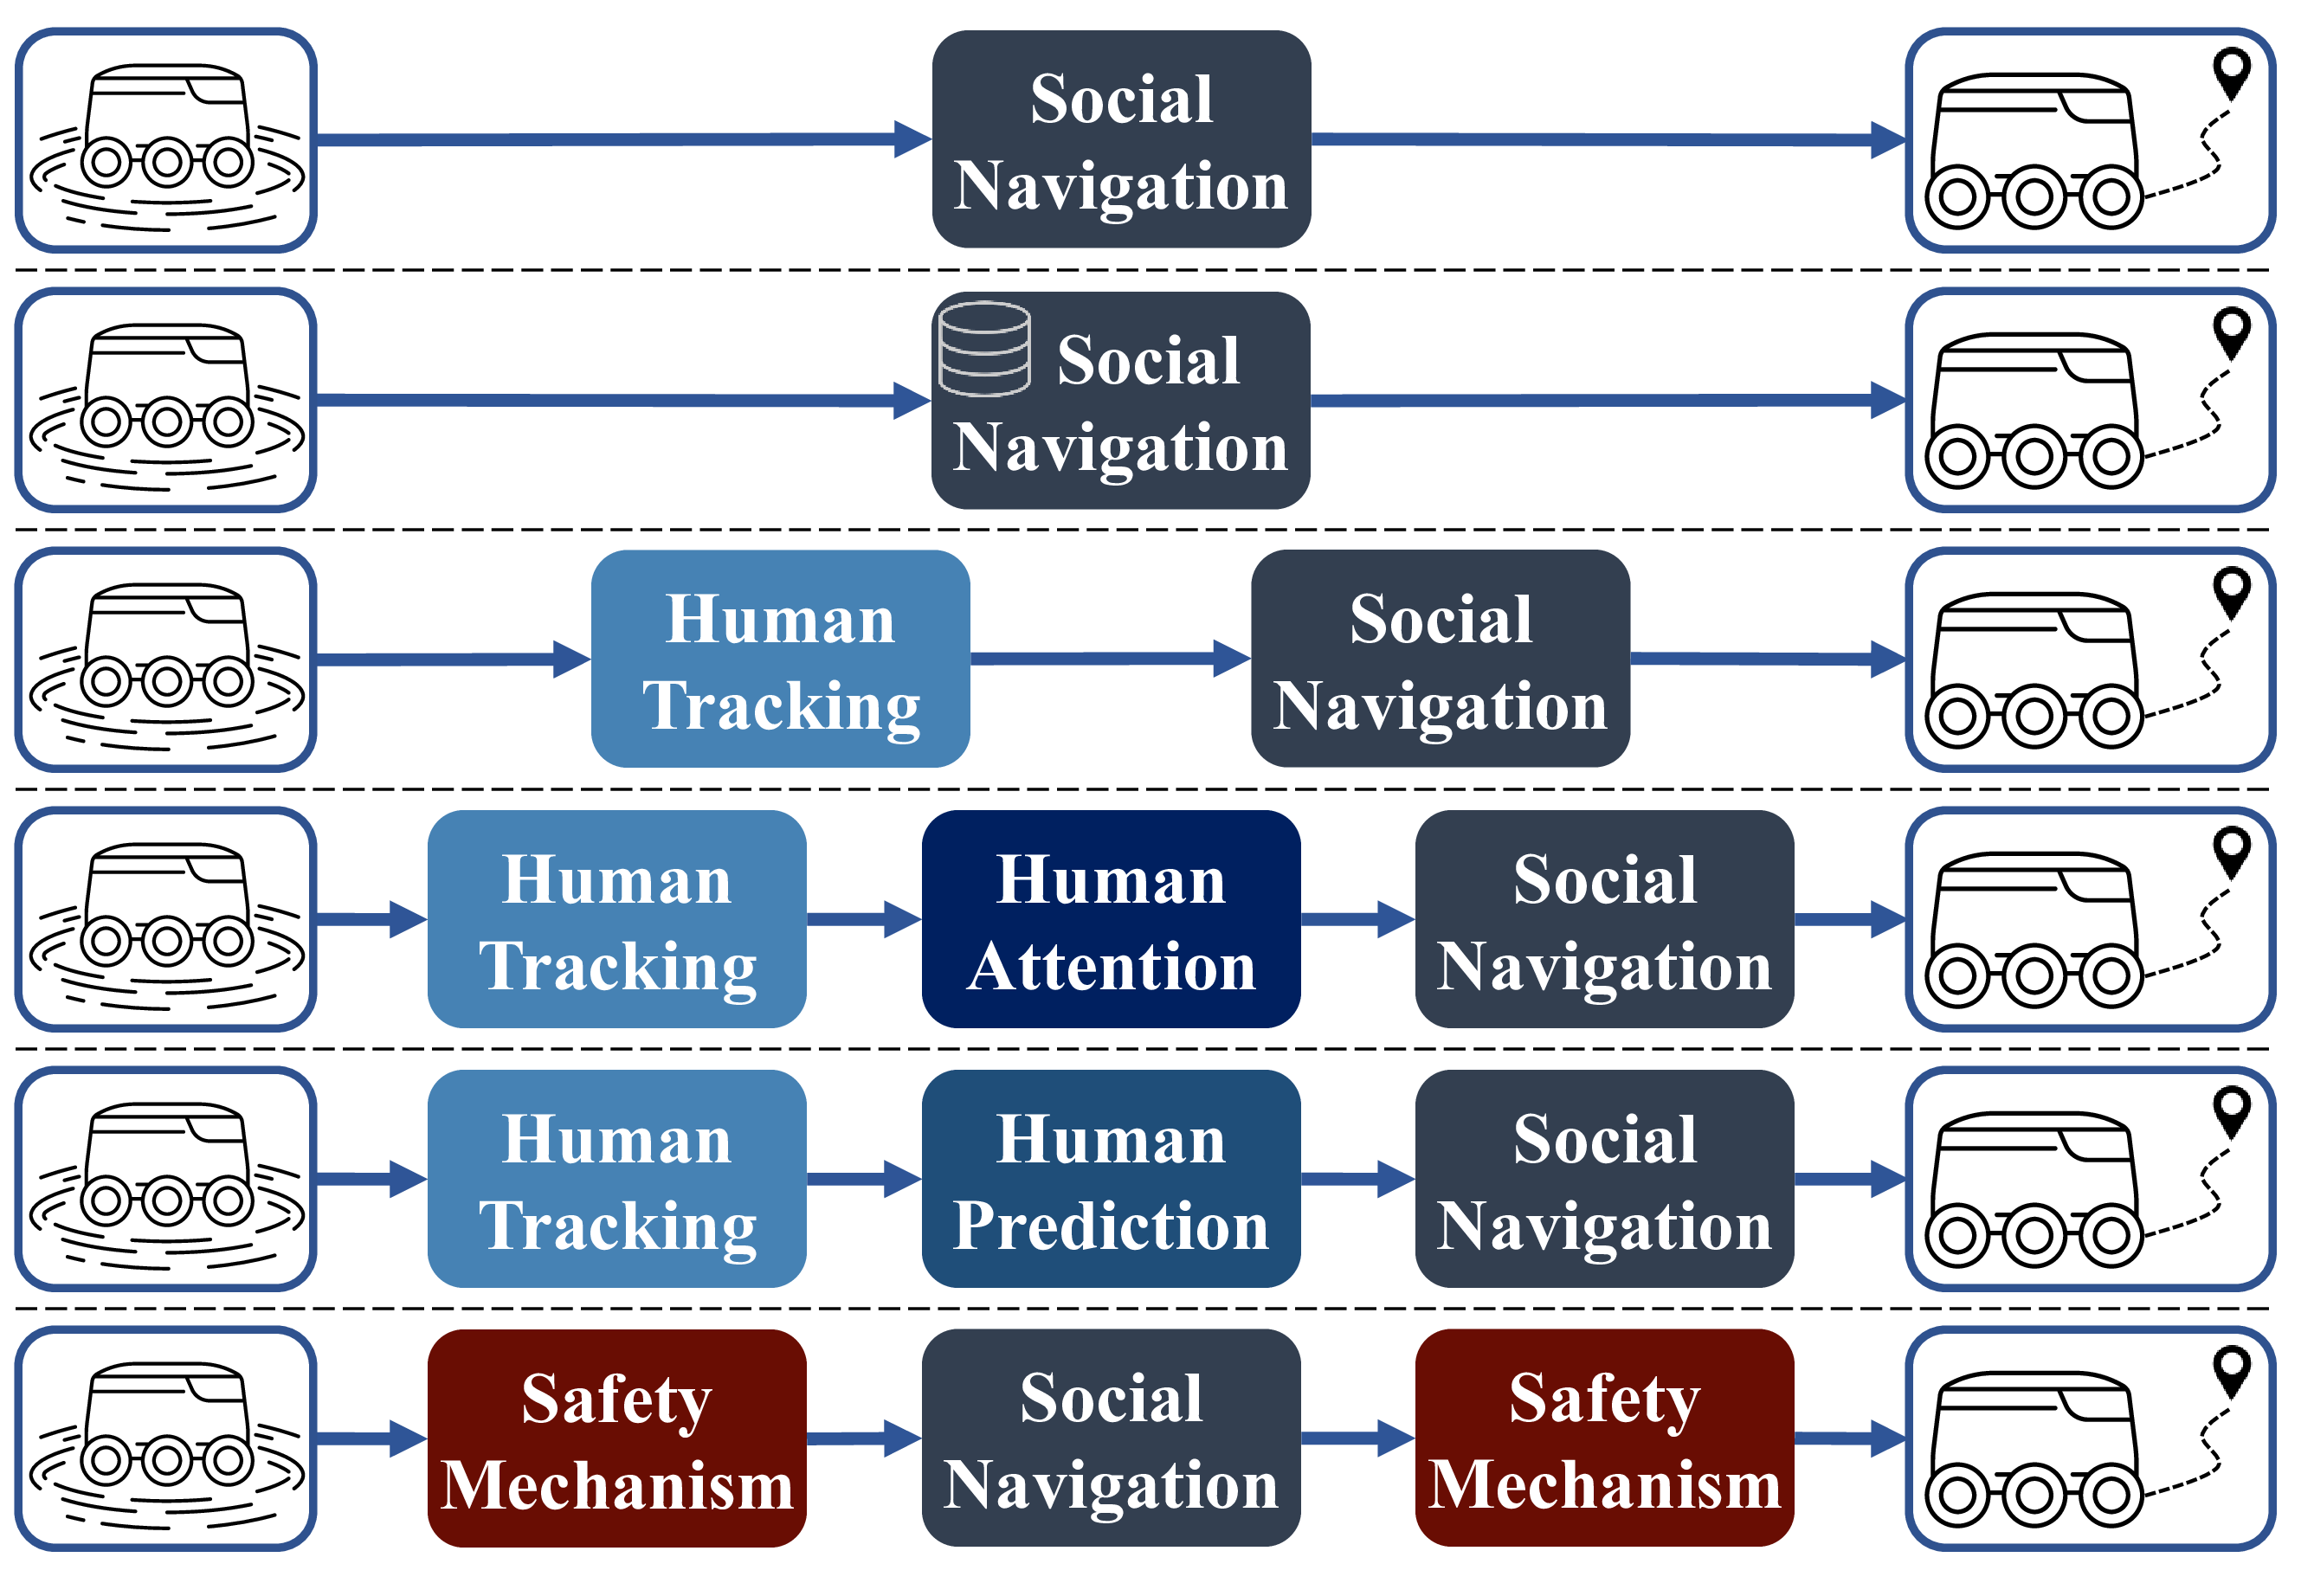 Social
Navigation
Social
Navigation
Human
Tracking
Social
Navigation
Human
Tracking
Human
Attention
Social
Navigation
Human
Tracking
Human
Prediction
Social
Navigation
Safety
Mechanism
Social
Navigation
Safety
Mechanism